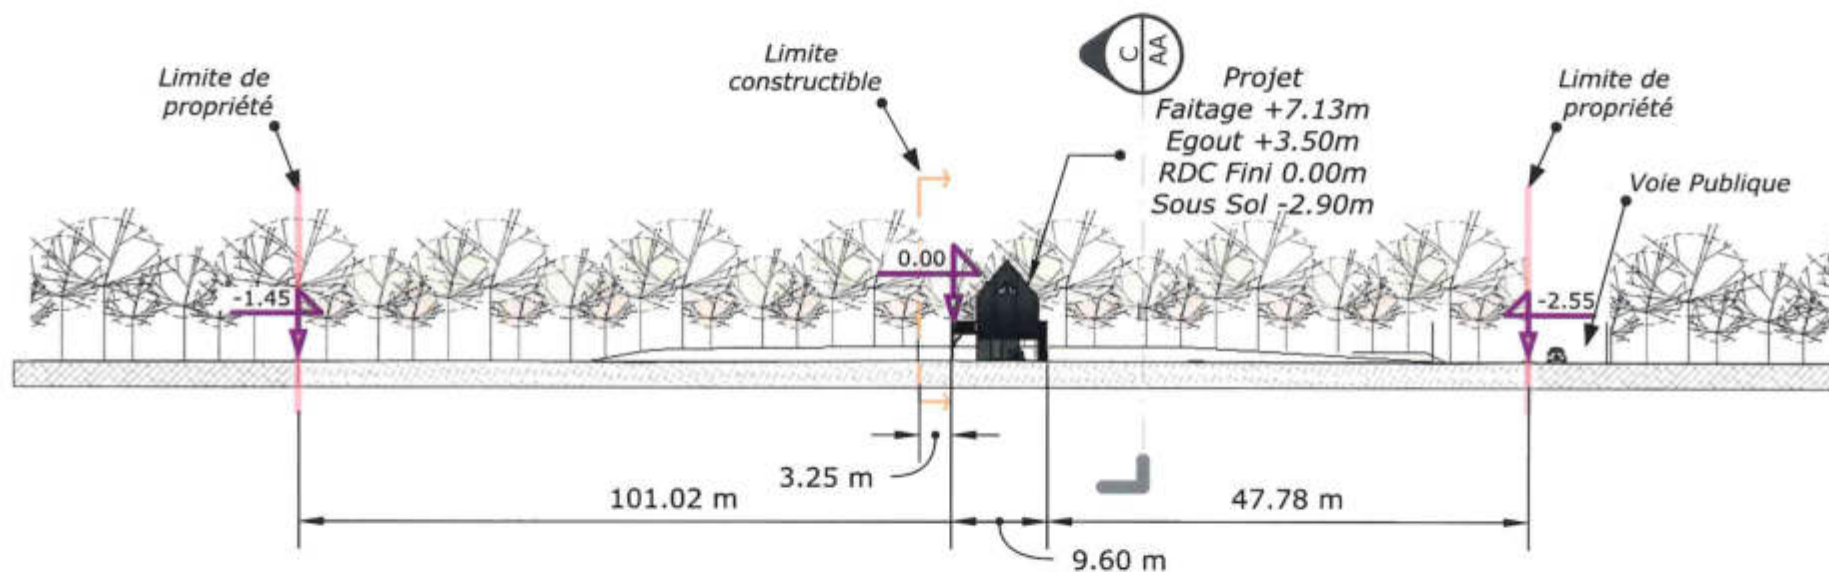 Limite de
propriété
Limite
constructible
C
AA
Projet
Faitage +7.13m
Egout +3.50m
RDC Fini 0.00m
Sous Sol -2.90m
Limite de
propriété
Voie Publique
0.00
-1.45
-2.55
3.25 m
101.02 m
47.78 m
9.60 m